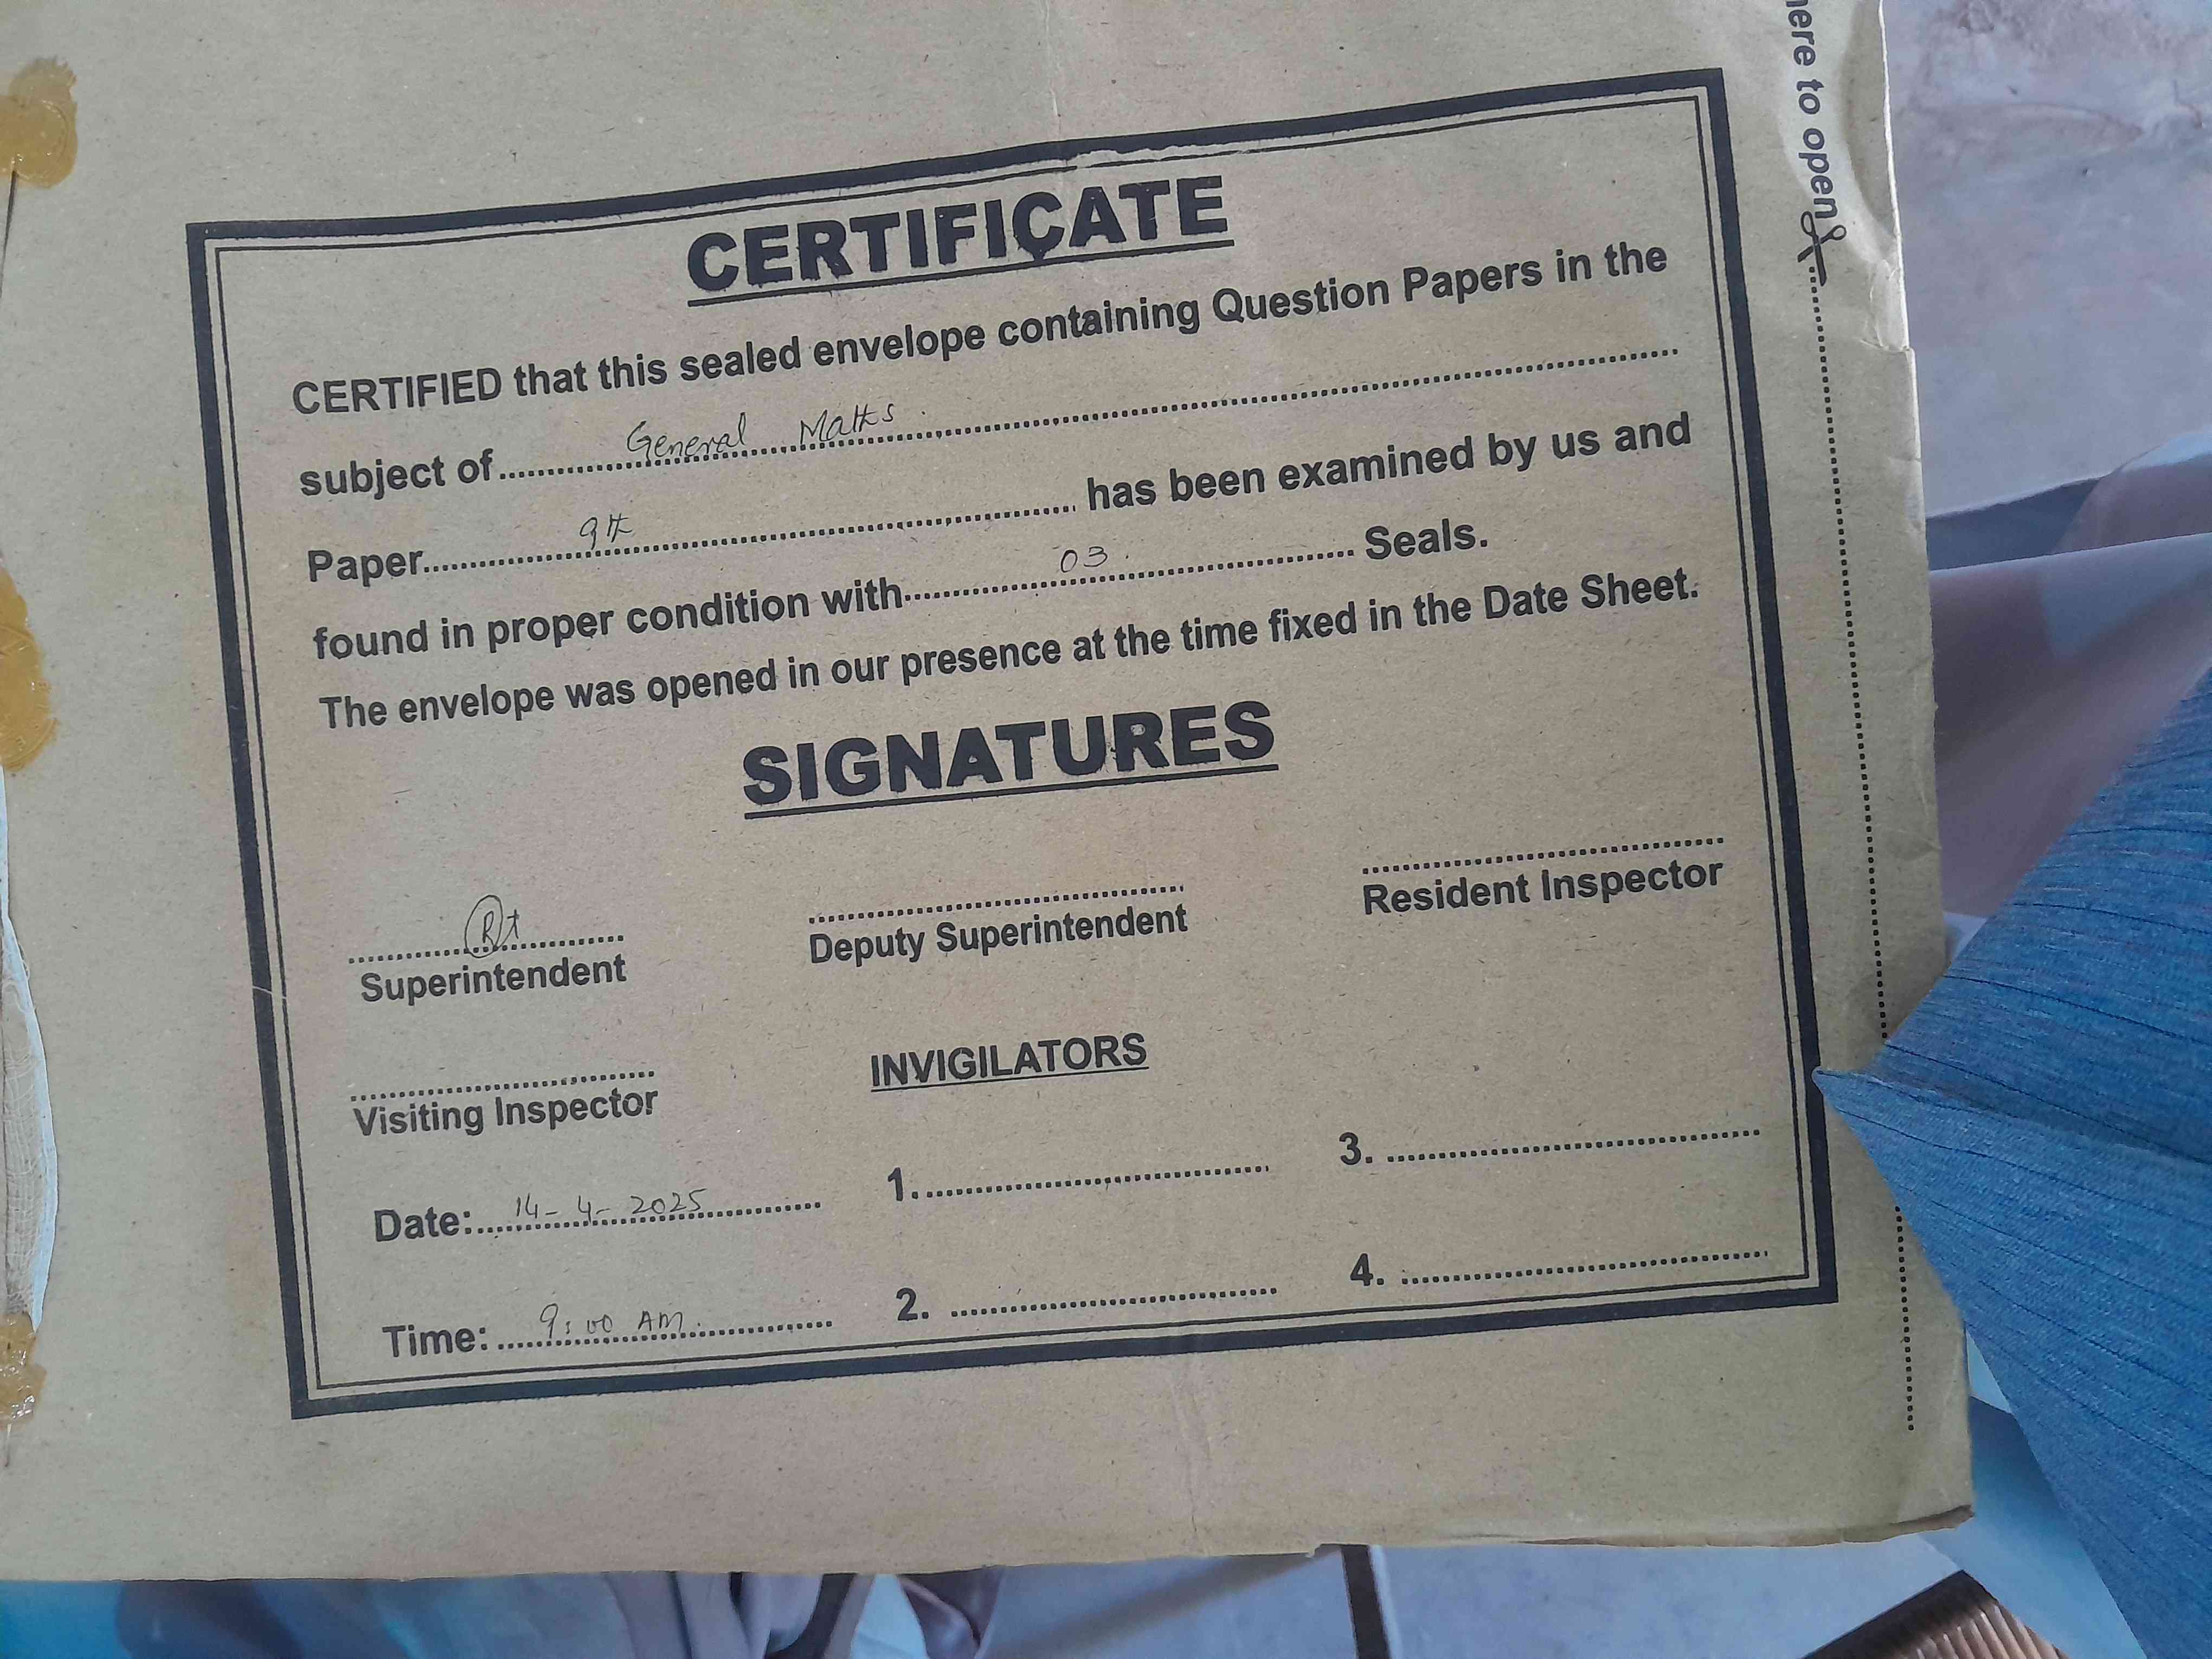 here to open
CERTIFICATE
CERTIFIED that this sealed envelope containing Question Papers in the
subject of General Maths
Paper 9th has been examined by us and
found in proper condition with 03 Seals.
The envelope was opened in our presence at the time fixed in the Date Sheet.
SIGNATURES
Superintendent
Deputy Superintendent
Resident Inspector
Visiting Inspector
INVIGILATORS
Date: 14-4-2025
1.
3.
Time: 9:00 AM.
2.
4.